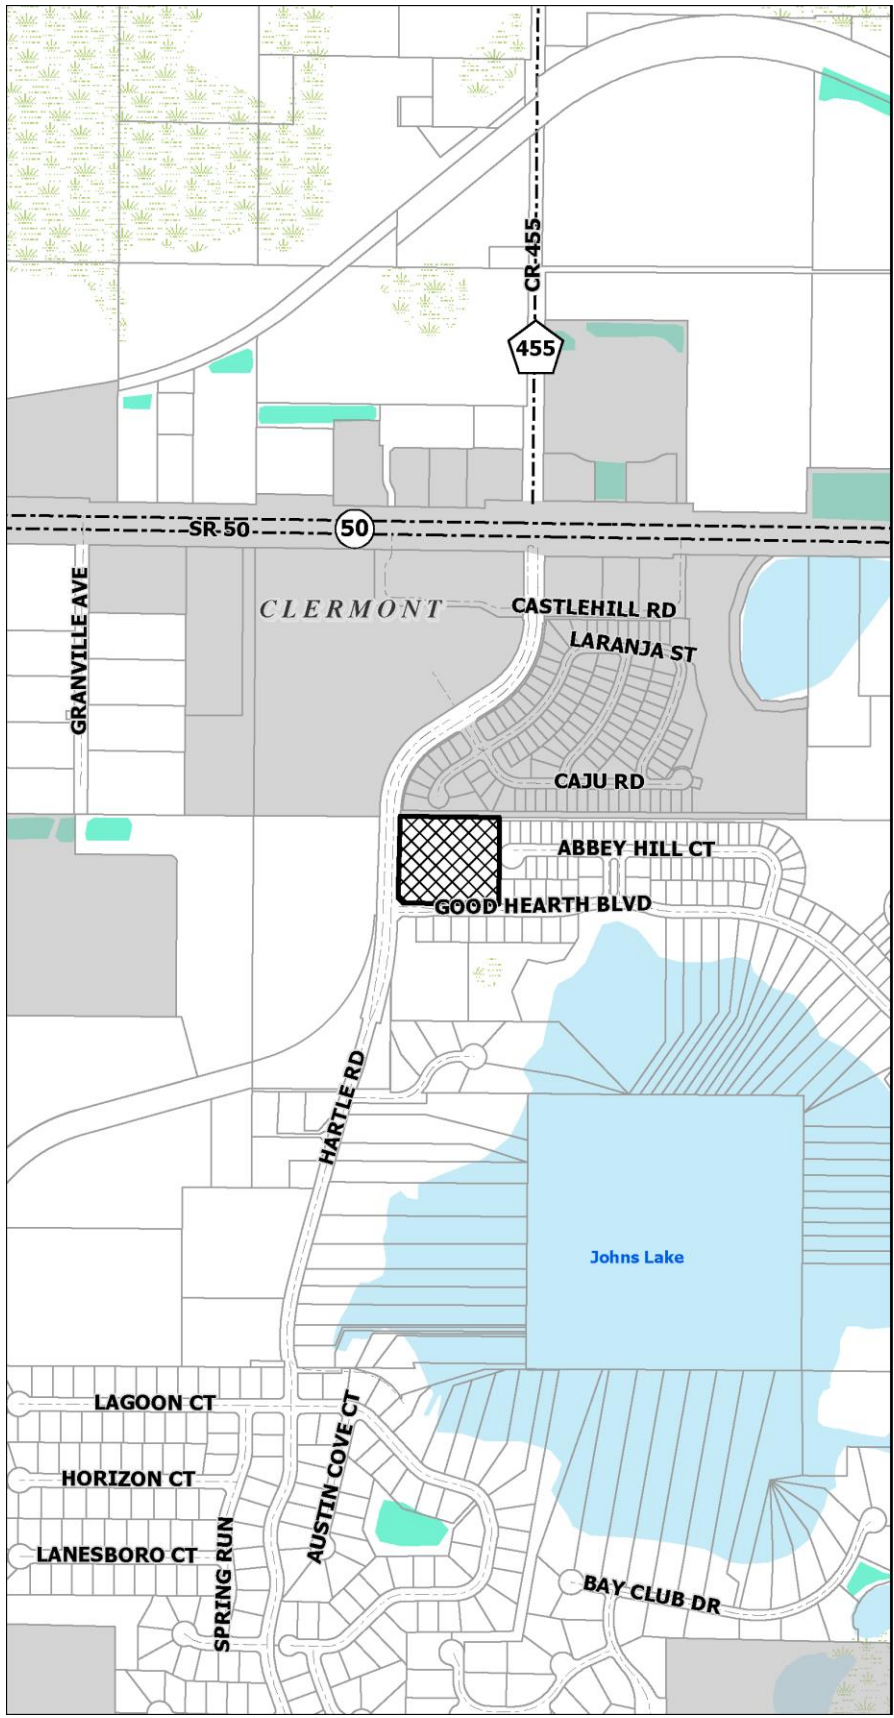 CR 455
455
SR 50
50
GRANVILLE AVE
CLERMONT
CASTLEHILL RD
LARANJA ST
CAJU RD
ABBEY HILL CT
GOOD HEARTH BLVD
HARTLE RD
Johns Lake
LAGOON CT
AUSTIN COVE CT
HORIZON CT
SPRING RUN
LANESBORO CT
BAY CLUB DR